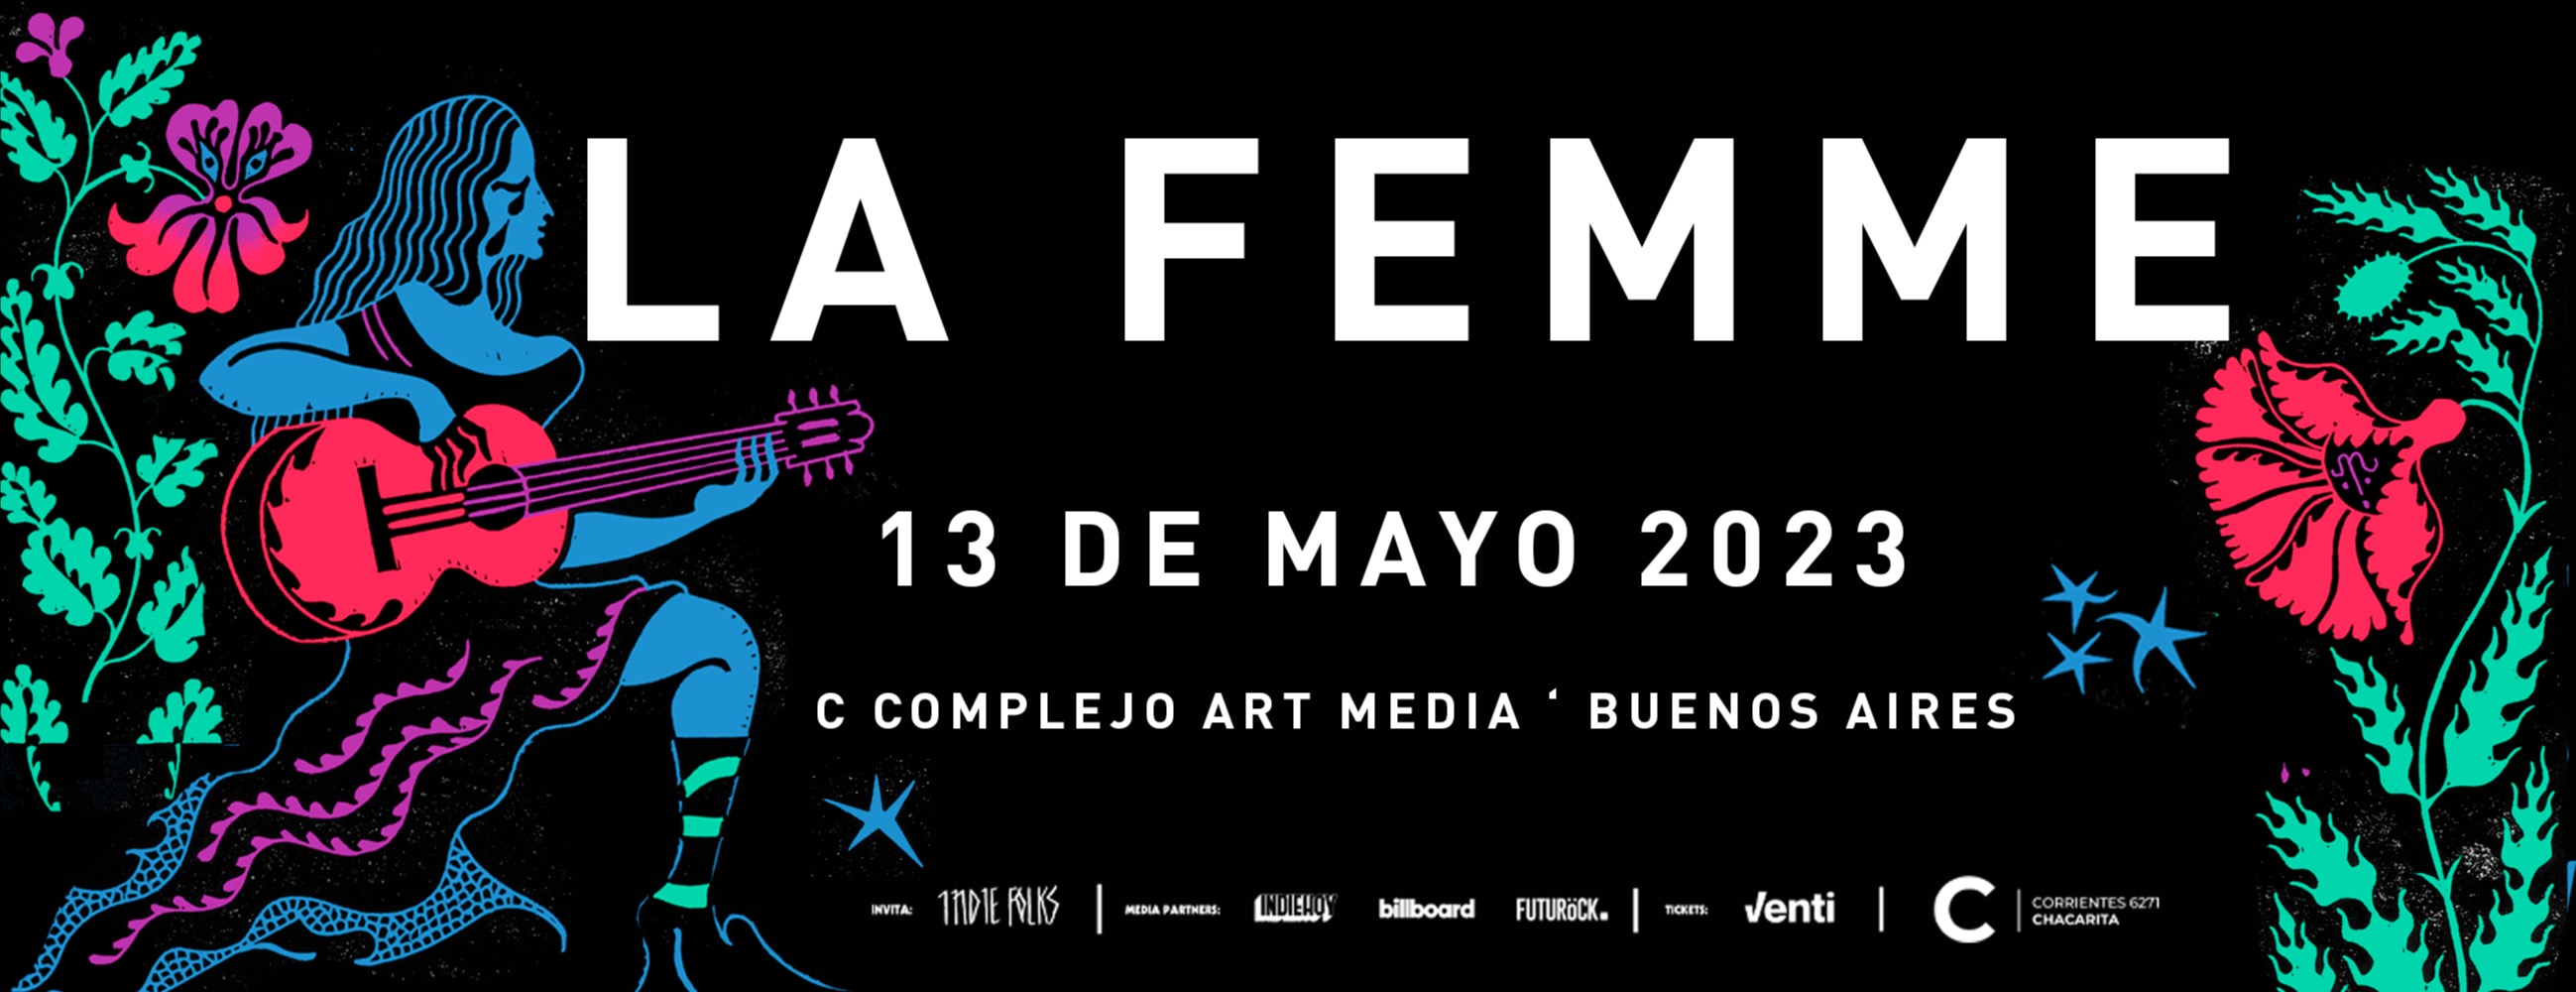 LA FEMME
13 DE MAYO 2023
C COMPLEJO ART MEDIA ‘ BUENOS AIRES
INVITA: INDIE FOLKS | MEDIA PARTNERS: INDIEHOY billboard FUTURöCK. | TICKETS: Venti | C | CORRIENTES 6271
CHACARITA